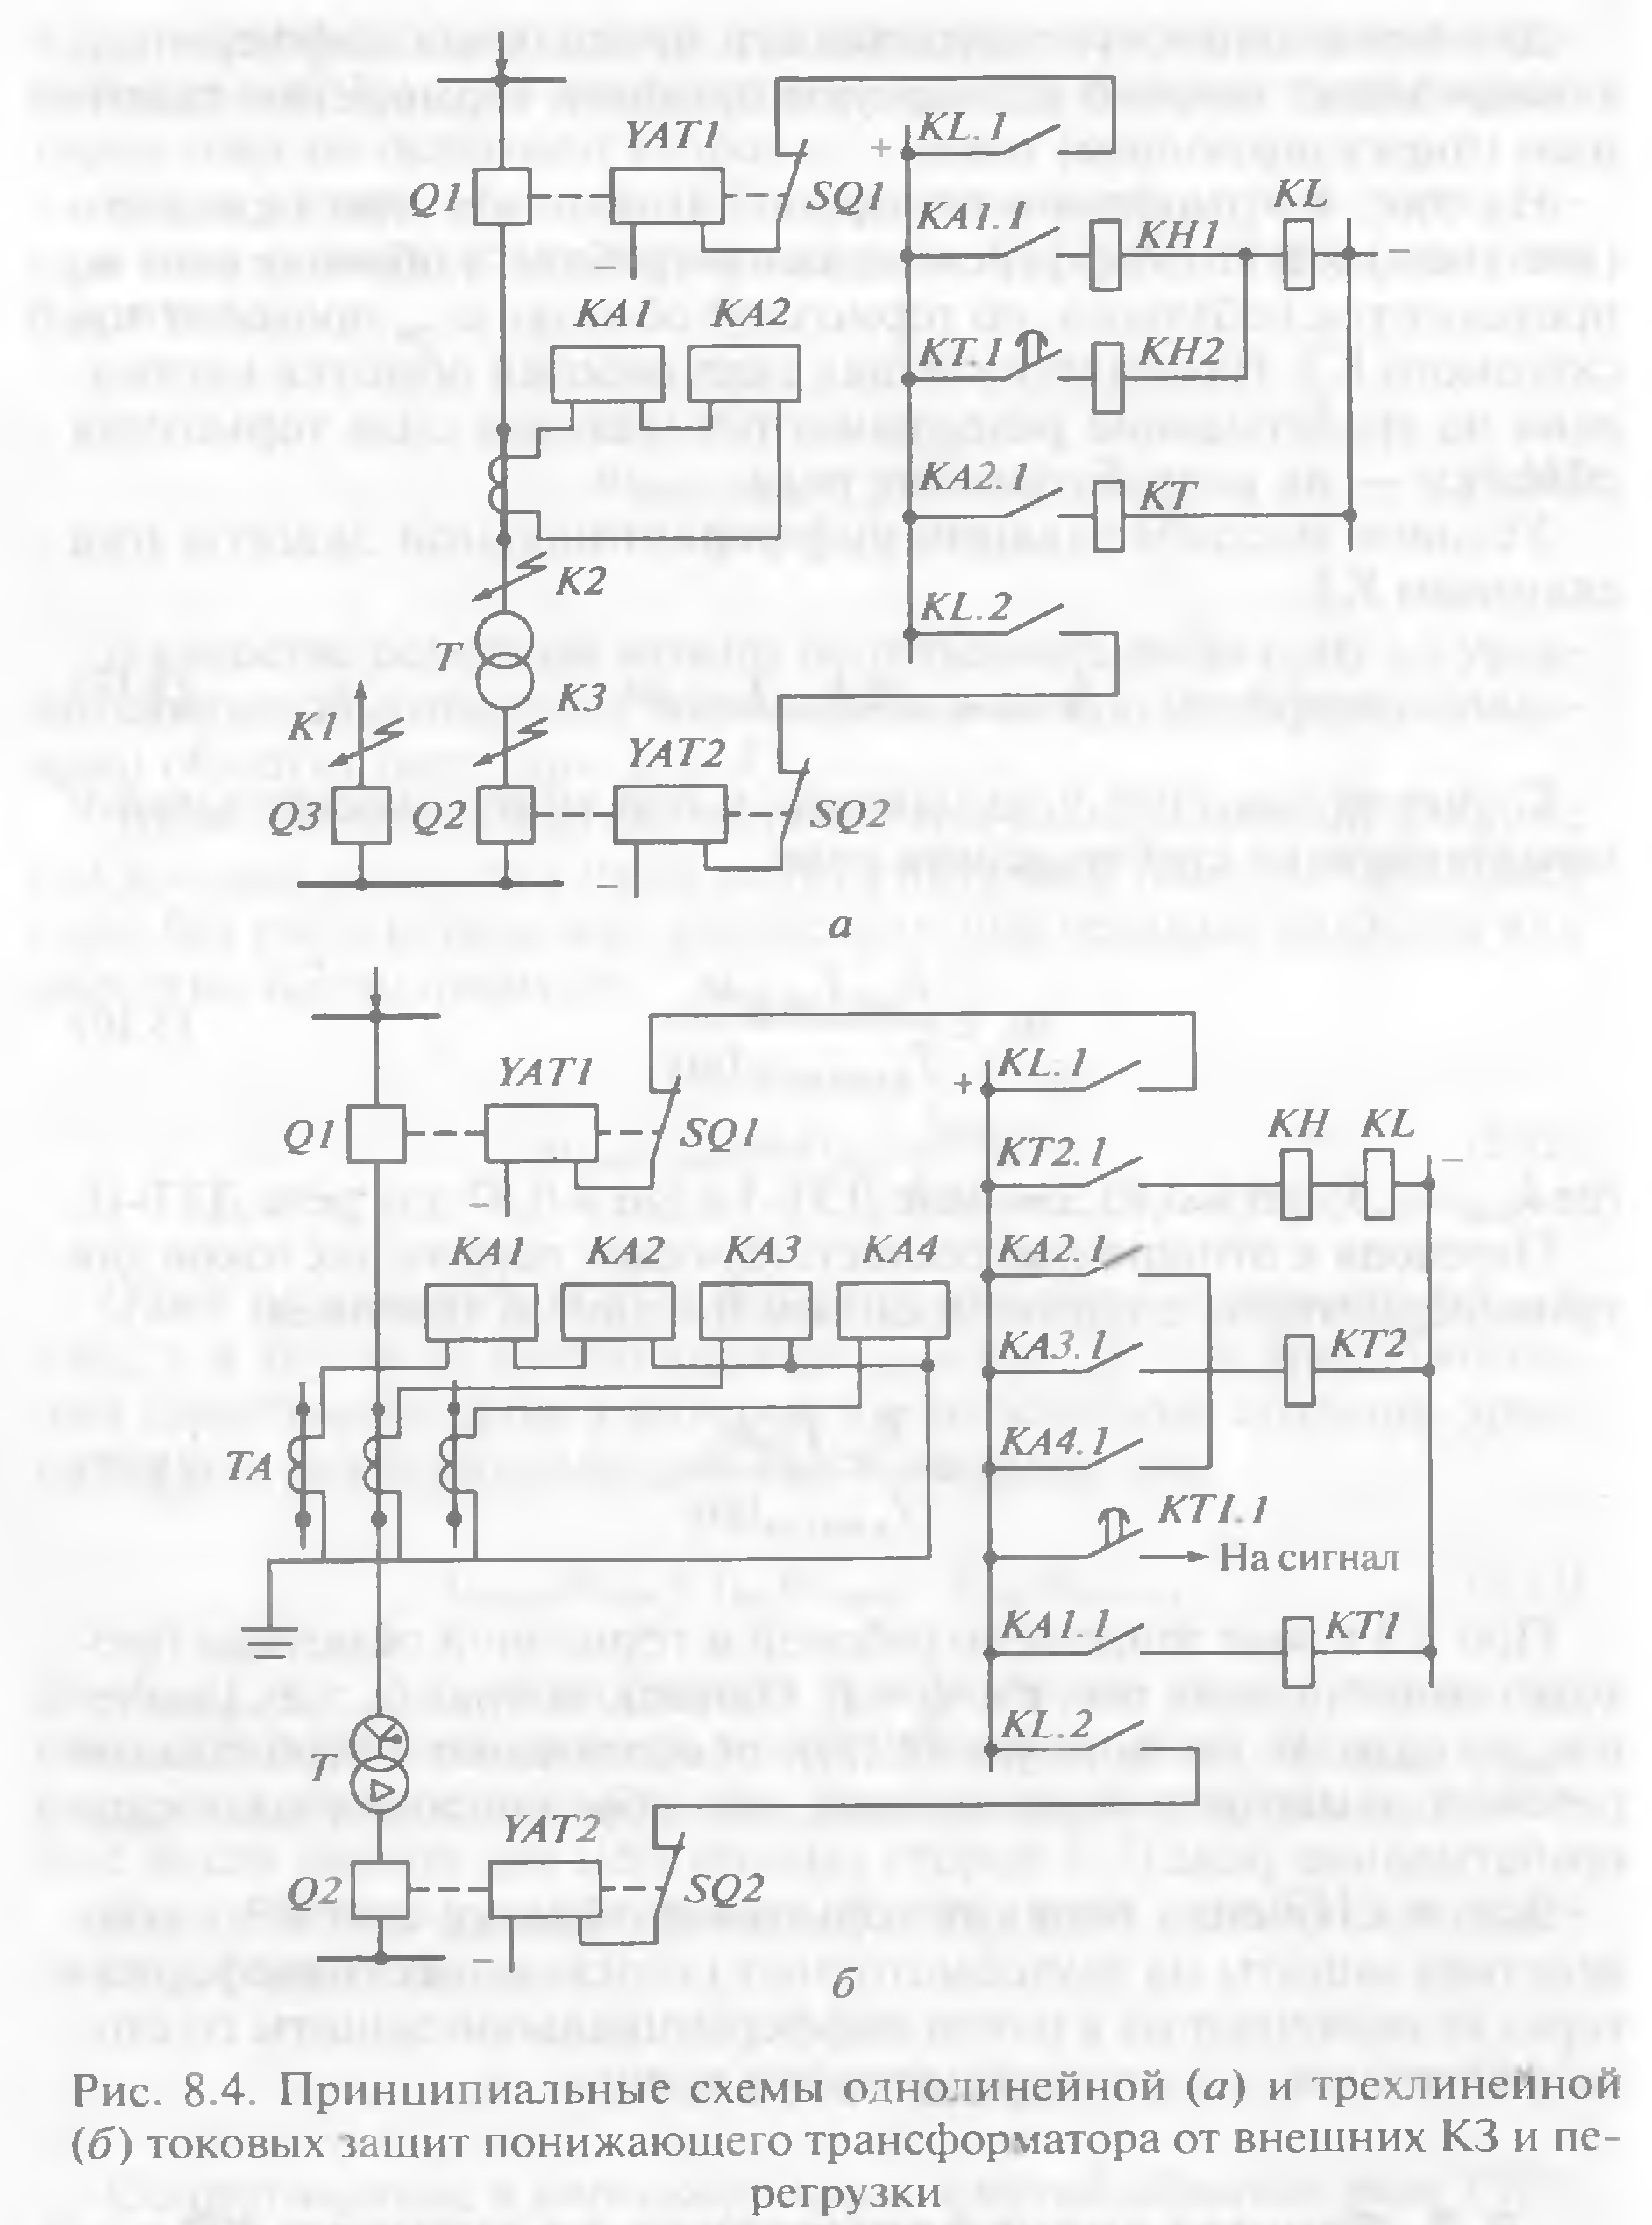 YAT1
KL.1
+
Q1
SQ1
KA1.1
KH1
KL
–
–
KA1
KA2
KT.1
KH2
KA2.1
KT
K2
KL.2
T
K3
K1
YAT2
Q3
Q2
SQ2
–
а
YAT1
KL.1
+
Q1
SQ1
KH
KL
KT2.1
–
–
KA1
KA2
KA3
KA4
KA2.1
KA3.1
KT2
TA
KA4.1
KT1.1
На сигнал
KA1.1
KT1
KL.2
T
YAT2
Q2
SQ2
–
б
Рис. 8.4. Принципиальные схемы однолинейной (а) и трехлинейной
(б) токовых защит понижающего трансформатора от внешних КЗ и пе-
регрузки